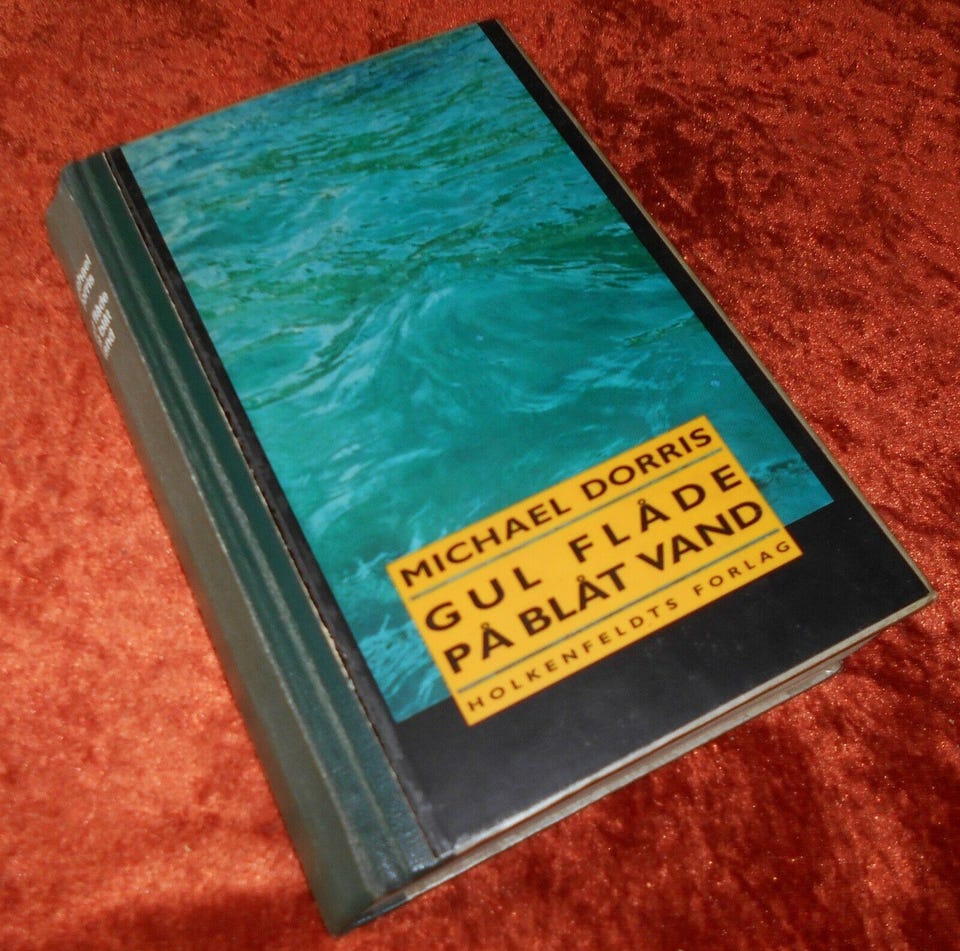 MICHAEL DORRIS
GUL FLÅDE
PÅ BLÅT VAND
HOLKENFELDTS FORLAG